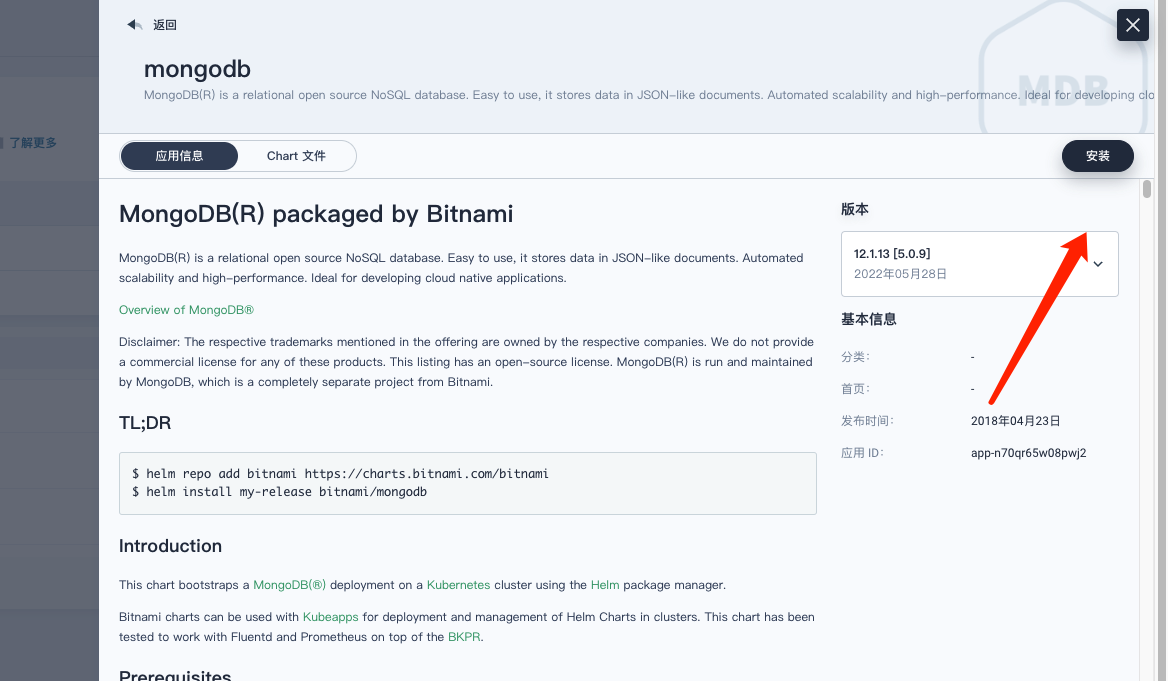 返回
mongodb
MongoDB(R) is a relational open source NoSQL database. Easy to use, it stores data in JSON-like documents. Automated scalability and high-performance. Ideal for developing clo
MDB
了解更多
应用信息
Chart 文件
安装
MongoDB(R) packaged by Bitnami
MongoDB(R) is a relational open source NoSQL database. Easy to use, it stores data in JSON-like documents. Automated
scalability and high-performance. Ideal for developing cloud native applications.
Overview of MongoDB®
Disclaimer: The respective trademarks mentioned in the offering are owned by the respective companies. We do not provide
a commercial license for any of these products. This listing has an open-source license. MongoDB(R) is run and maintained
by MongoDB, which is a completely separate project from Bitnami.
TL;DR
$ helm repo add bitnami https://charts.bitnami.com/bitnami
$ helm install my-release bitnami/mongodb
Introduction
This chart bootstraps a MongoDB(®) deployment on a Kubernetes cluster using the Helm package manager.
Bitnami charts can be used with Kubeapps for deployment and management of Helm Charts in clusters. This chart has been
tested to work with Fluentd and Prometheus on top of the BKPR.
Prerequisites
版本
12.1.13 [5.0.9]
2022年05月28日
基本信息
分类: -
首页: -
发布时间: 2018年04月23日
应用 ID: app-n70qr65w08pwj2